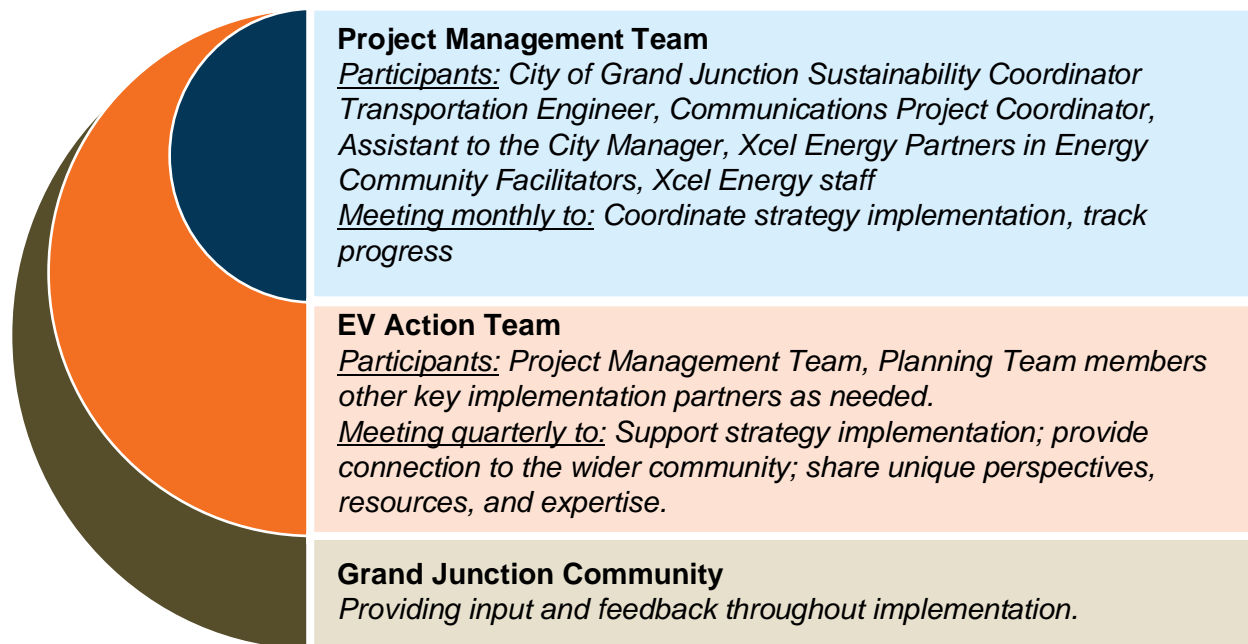 Project Management Team
Participants: City of Grand Junction Sustainability Coordinator
Transportation Engineer, Communications Project Coordinator,
Assistant to the City Manager, Xcel Energy Partners in Energy
Community Facilitators, Xcel Energy staff
Meeting monthly to: Coordinate strategy implementation, track
progress
EV Action Team
Participants: Project Management Team, Planning Team members
other key implementation partners as needed.
Meeting quarterly to: Support strategy implementation; provide
connection to the wider community; share unique perspectives,
resources, and expertise.
Grand Junction Community
Providing input and feedback throughout implementation.